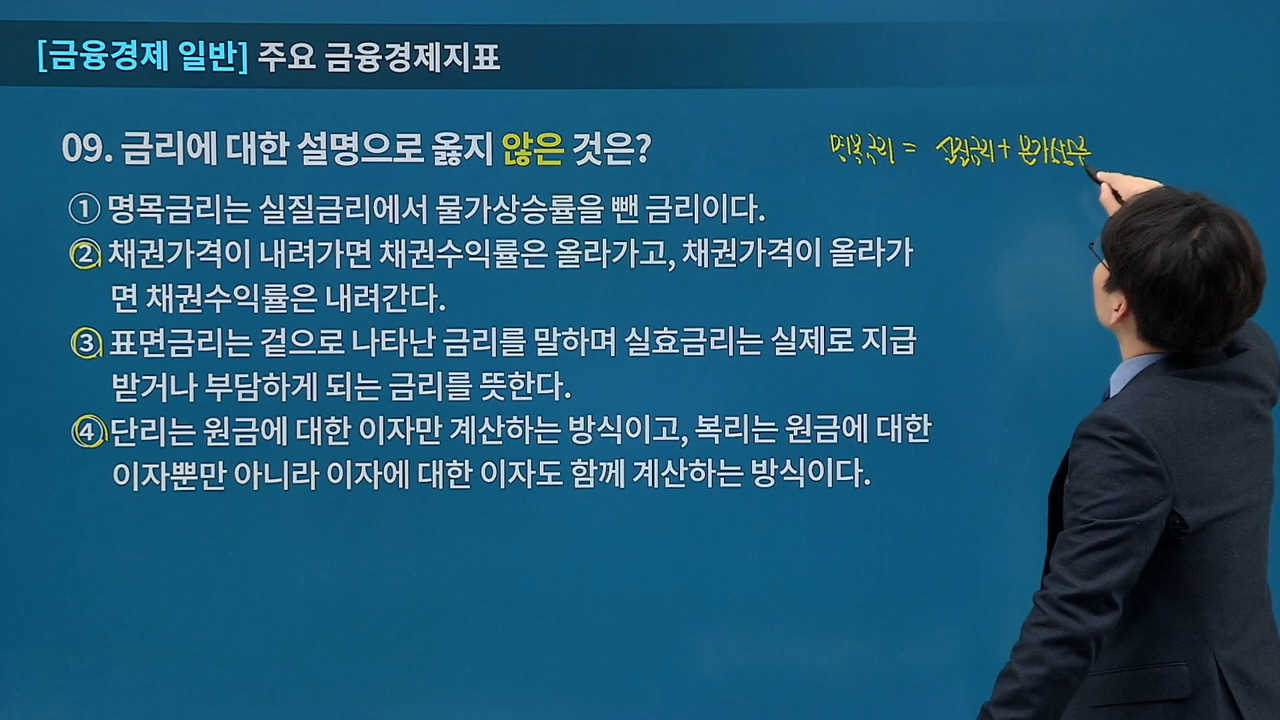 [금융경제 일반] 주요 금융경제지표
09. 금리에 대한 설명으로 옳지 않은 것은?
명목금리 = 실질금리 + 물가상승
① 명목금리는 실질금리에서 물가상승률을 뺀 금리이다.
② 채권가격이 내려가면 채권수익률은 올라가고, 채권가격이 올라가
면 채권수익률은 내려간다.
③ 표면금리는 겉으로 나타난 금리를 말하며 실효금리는 실제로 지급
받거나 부담하게 되는 금리를 뜻한다.
④ 단리는 원금에 대한 이자만 계산하는 방식이고, 복리는 원금에 대한
이자뿐만 아니라 이자에 대한 이자도 함께 계산하는 방식이다.